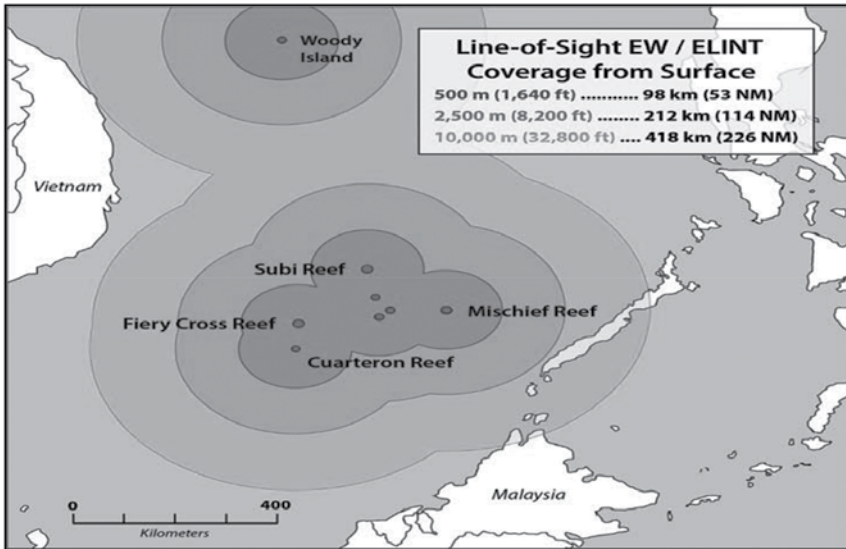 Woody
Island
Line-of-Sight EW / ELINT
Coverage from Surface
500 m (1,640 ft) ........... 98 km (53 NM)
2,500 m (8,200 ft) ........ 212 km (114 NM)
10,000 m (32,800 ft) .... 418 km (226 NM)
Vietnam
Subi Reef
Fiery Cross Reef
Mischief Reef
Cuarteron Reef
Malaysia
0 400
Kilometers